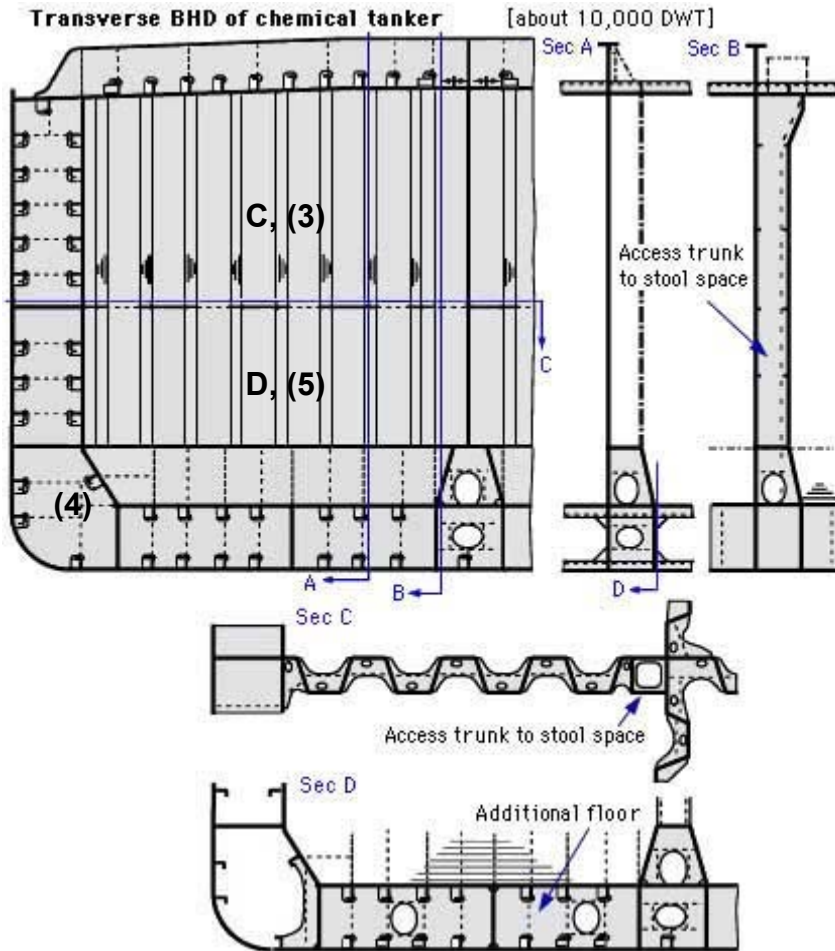 Transverse BHD of chemical tanker
[about 10,000 DWT]
Sec A
Sec B
C, (3)
Access trunk
to stool space
C
D, (5)
(4)
A
B
D
Sec C
Access trunk to stool space
Sec D
Additional floor